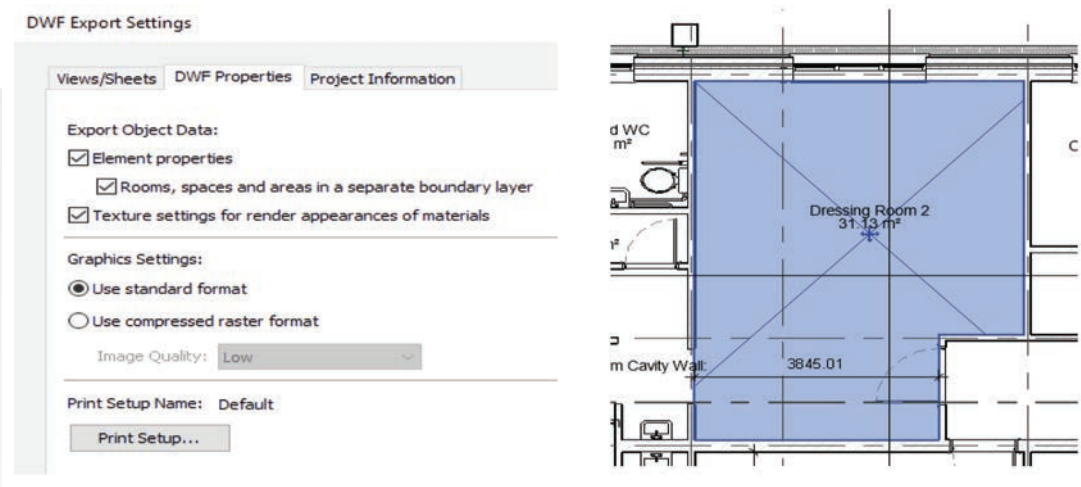 DWF Export Settings
Views/Sheets DWF Properties Project Information
Export Object Data:
Element properties
Rooms, spaces and areas in a separate boundary layer
Texture settings for render appearances of materials
Graphics Settings:
Use standard format
Use compressed raster format
Image Quality: Low
Print Setup Name: Default
Print Setup...
d WC
m²
C
Dressing Room 2
31.13 m²
m Cavity Wall:
3845.01